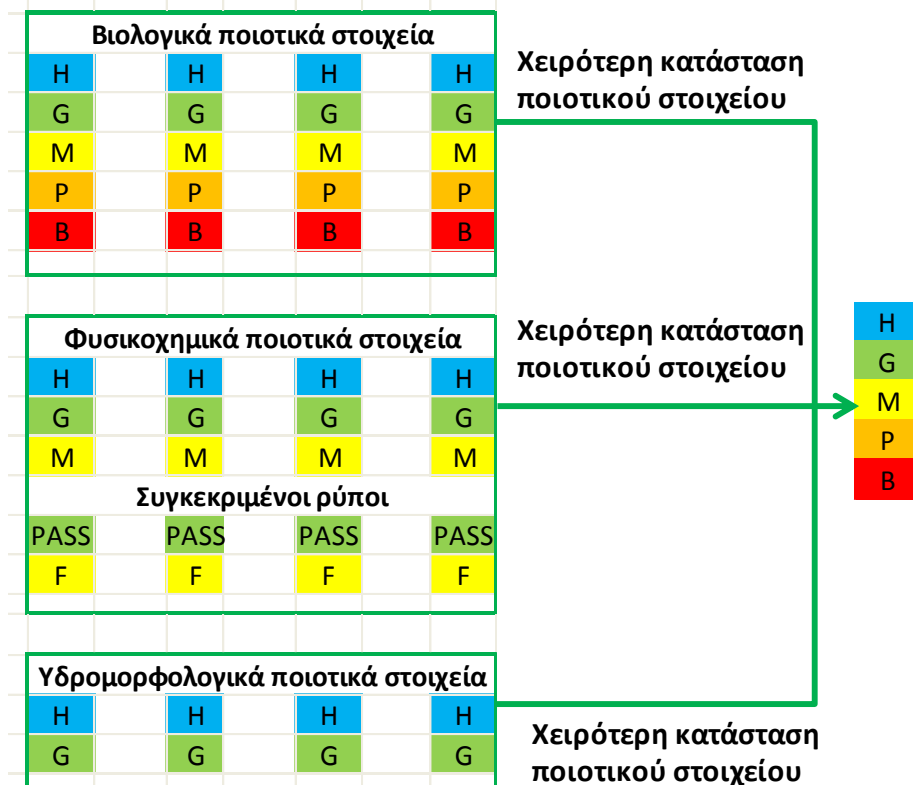 Βιολογικά ποιοτικά στοιχεία
H H H H
G G G G
M M M M
P P P P
B B B B
Χειρότερη κατάσταση
ποιοτικού στοιχείου
Φυσικοχημικά ποιοτικά στοιχεία
H H H H
G G G G
M M M M
Συγκεκριμένοι ρύποι
PASS PASS PASS PASS
F F F F
Χειρότερη κατάσταση
ποιοτικού στοιχείου
Υδρομορφολογικά ποιοτικά στοιχεία
H H H H
G G G G
Χειρότερη κατάσταση
ποιοτικού στοιχείου
H
G
M
P
B